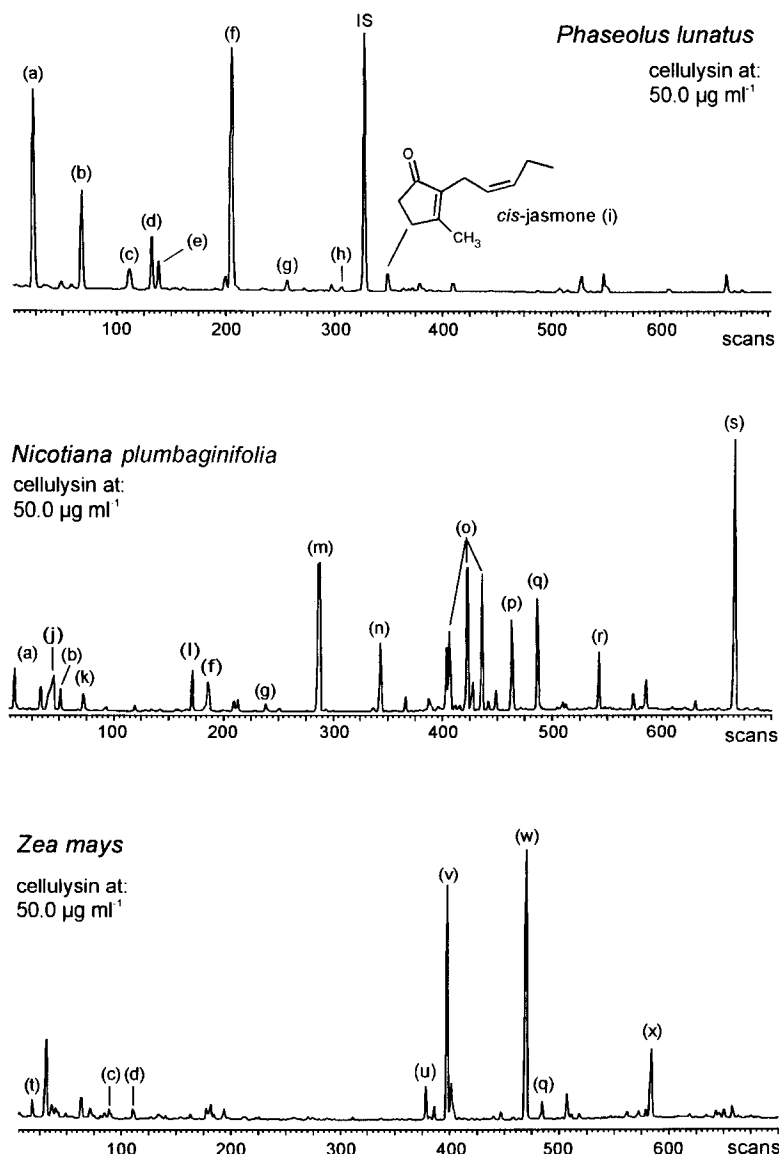 Phaseolus lunatus
cellulysin at:
50.0 µg ml⁻¹
(a)
(b)
(c)
(d)
(e)
(f)
(g)
(h)
IS
O
CH₃
cis-jasmone (i)
100 200 300 400 500 600
scans
Nicotiana plumbaginifolia
cellulysin at:
50.0 µg ml⁻¹
(a)
(j)
(b)
(k)
(l)
(f)
(g)
(m)
(n)
(o)
(p)
(q)
(r)
(s)
100 200 300 400 500 600
scans
Zea mays
cellulysin at:
50.0 µg ml⁻¹
(t)
(c)
(d)
(u)
(v)
(w)
(q)
(x)
100 200 300 400 500 600
scans